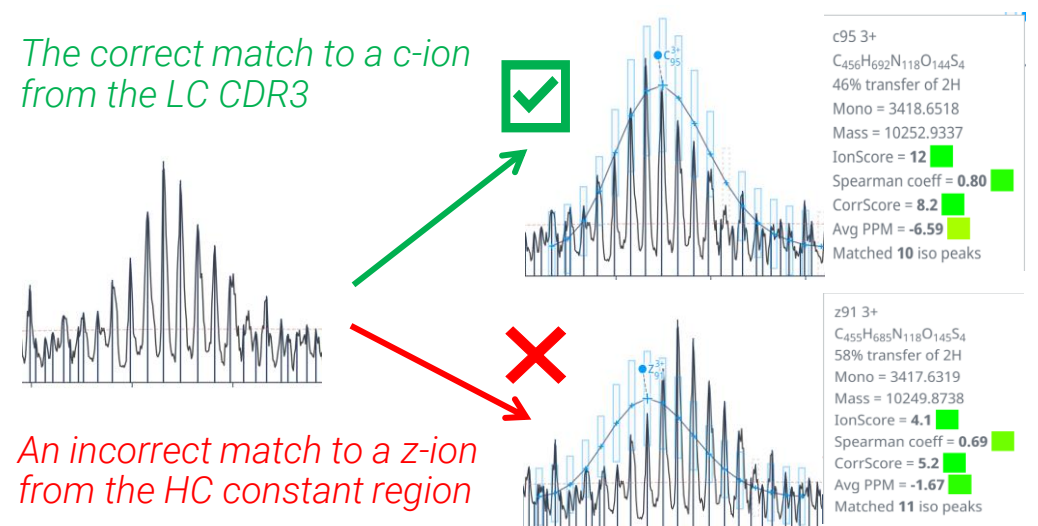 The correct match to a c-ion
from the LC CDR3
C₉₅³⁺
c95 3+
C₄₅₆H₆₉₂N₁₁₈O₁₄₄S₄
46% transfer of 2H
Mono = 3418.6518
Mass = 10252.9337
IonScore = 12
Spearman coeff = 0.80
CorrScore = 8.2
Avg PPM = -6.59
Matched 10 iso peaks
An incorrect match to a z-ion
from the HC constant region
Z₉₁³⁺
z91 3+
C₄₅₅H₆₈₅N₁₁₈O₁₄₅S₄
58% transfer of 2H
Mono = 3417.6319
Mass = 10249.8738
IonScore = 4.1
Spearman coeff = 0.69
CorrScore = 5.2
Avg PPM = -1.67
Matched 11 iso peaks